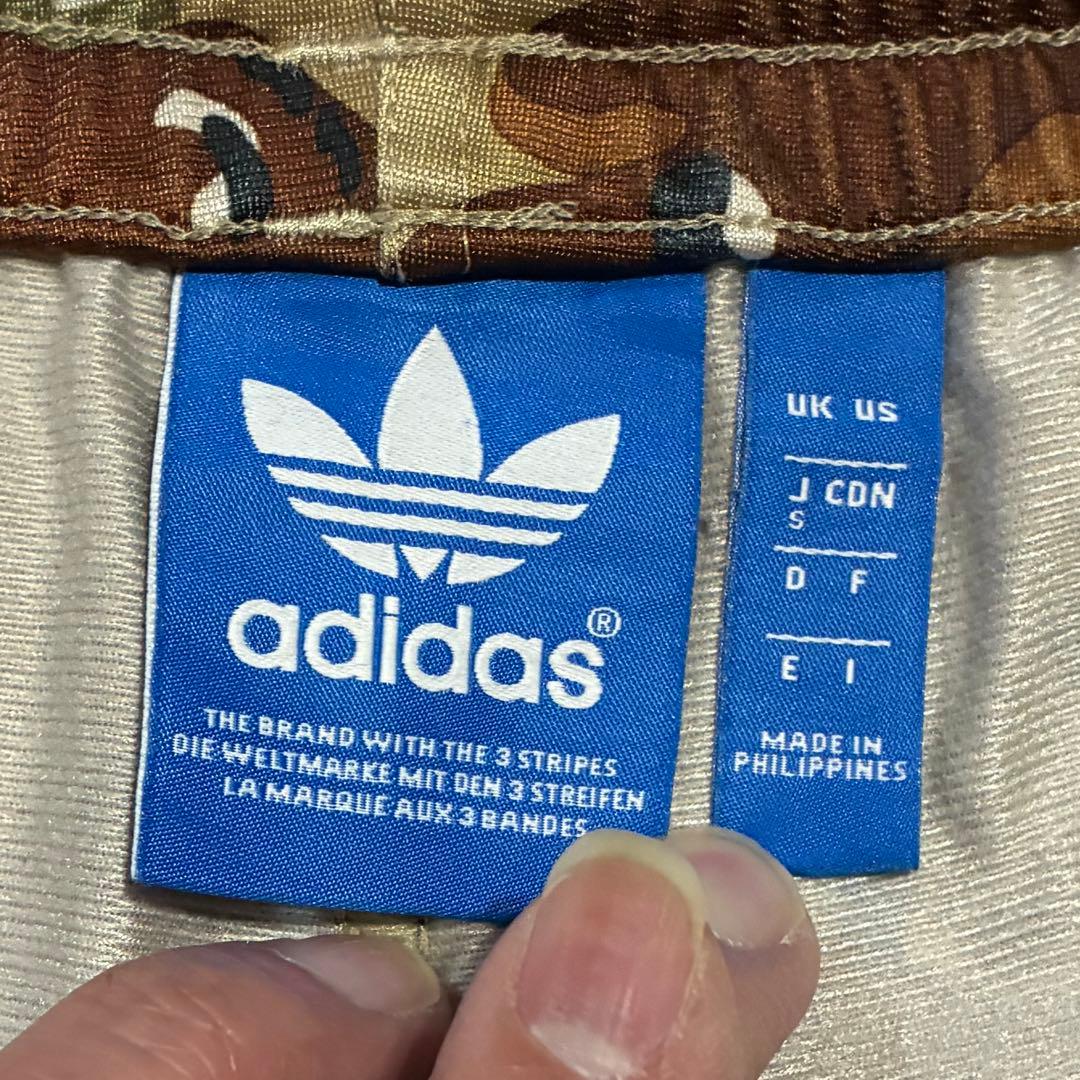 adidas®
THE BRAND WITH THE 3 STRIPES
DIE WELTMARKE MIT DEN 3 STREIFEN
LA MARQUE AUX 3 BANDES
UK US
J CDN
S
D F
E I
MADE IN
PHILIPPINES